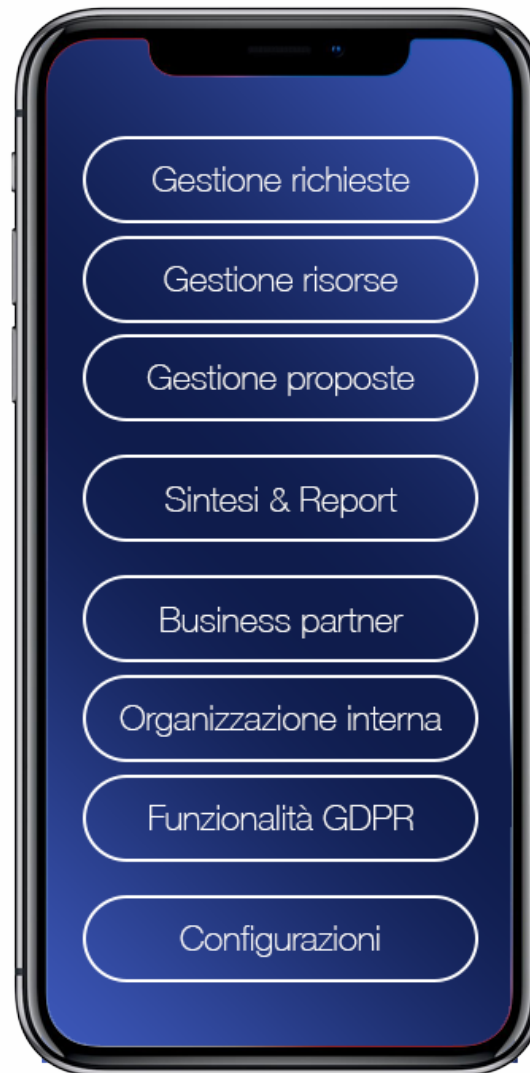 Gestione richieste
Gestione risorse
Gestione proposte
Sintesi & Report
Business partner
Organizzazione interna
Funzionalità GDPR
Configurazioni